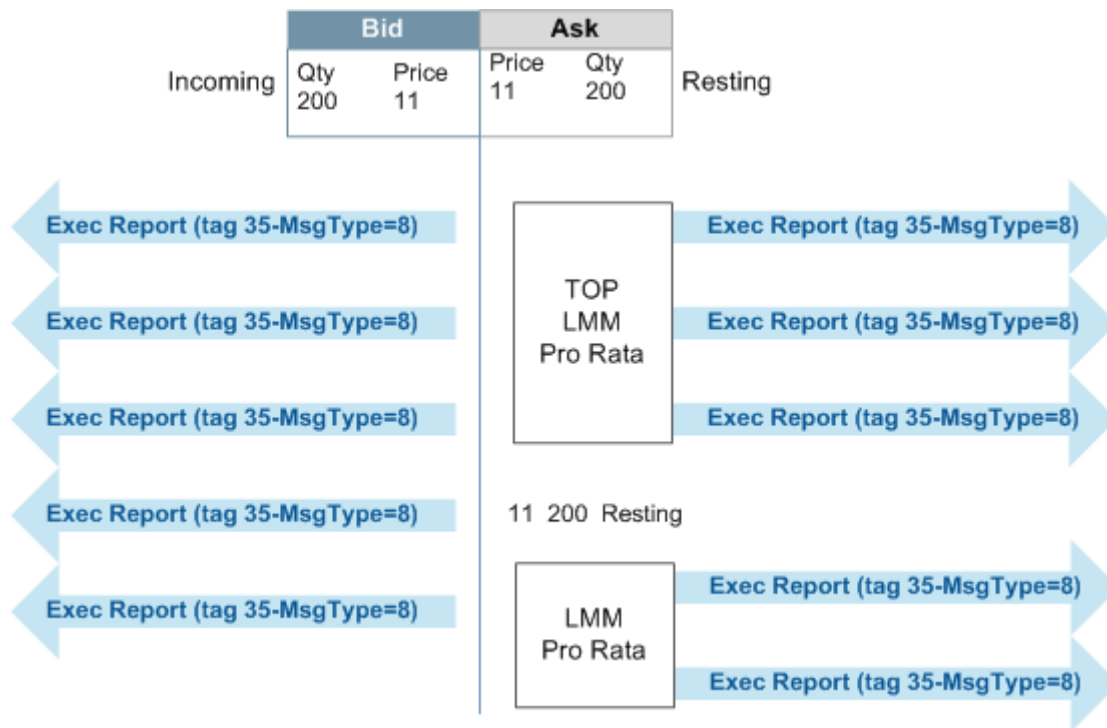 Bid Ask
Incoming Qty Price Price Qty Resting
200 11 11 200
Exec Report (tag 35-MsgType=8)
Exec Report (tag 35-MsgType=8)
Exec Report (tag 35-MsgType=8)
Exec Report (tag 35-MsgType=8)
Exec Report (tag 35-MsgType=8)
TOP
LMM
Pro Rata
Exec Report (tag 35-MsgType=8)
Exec Report (tag 35-MsgType=8)
Exec Report (tag 35-MsgType=8)
11 200 Resting
LMM
Pro Rata
Exec Report (tag 35-MsgType=8)
Exec Report (tag 35-MsgType=8)